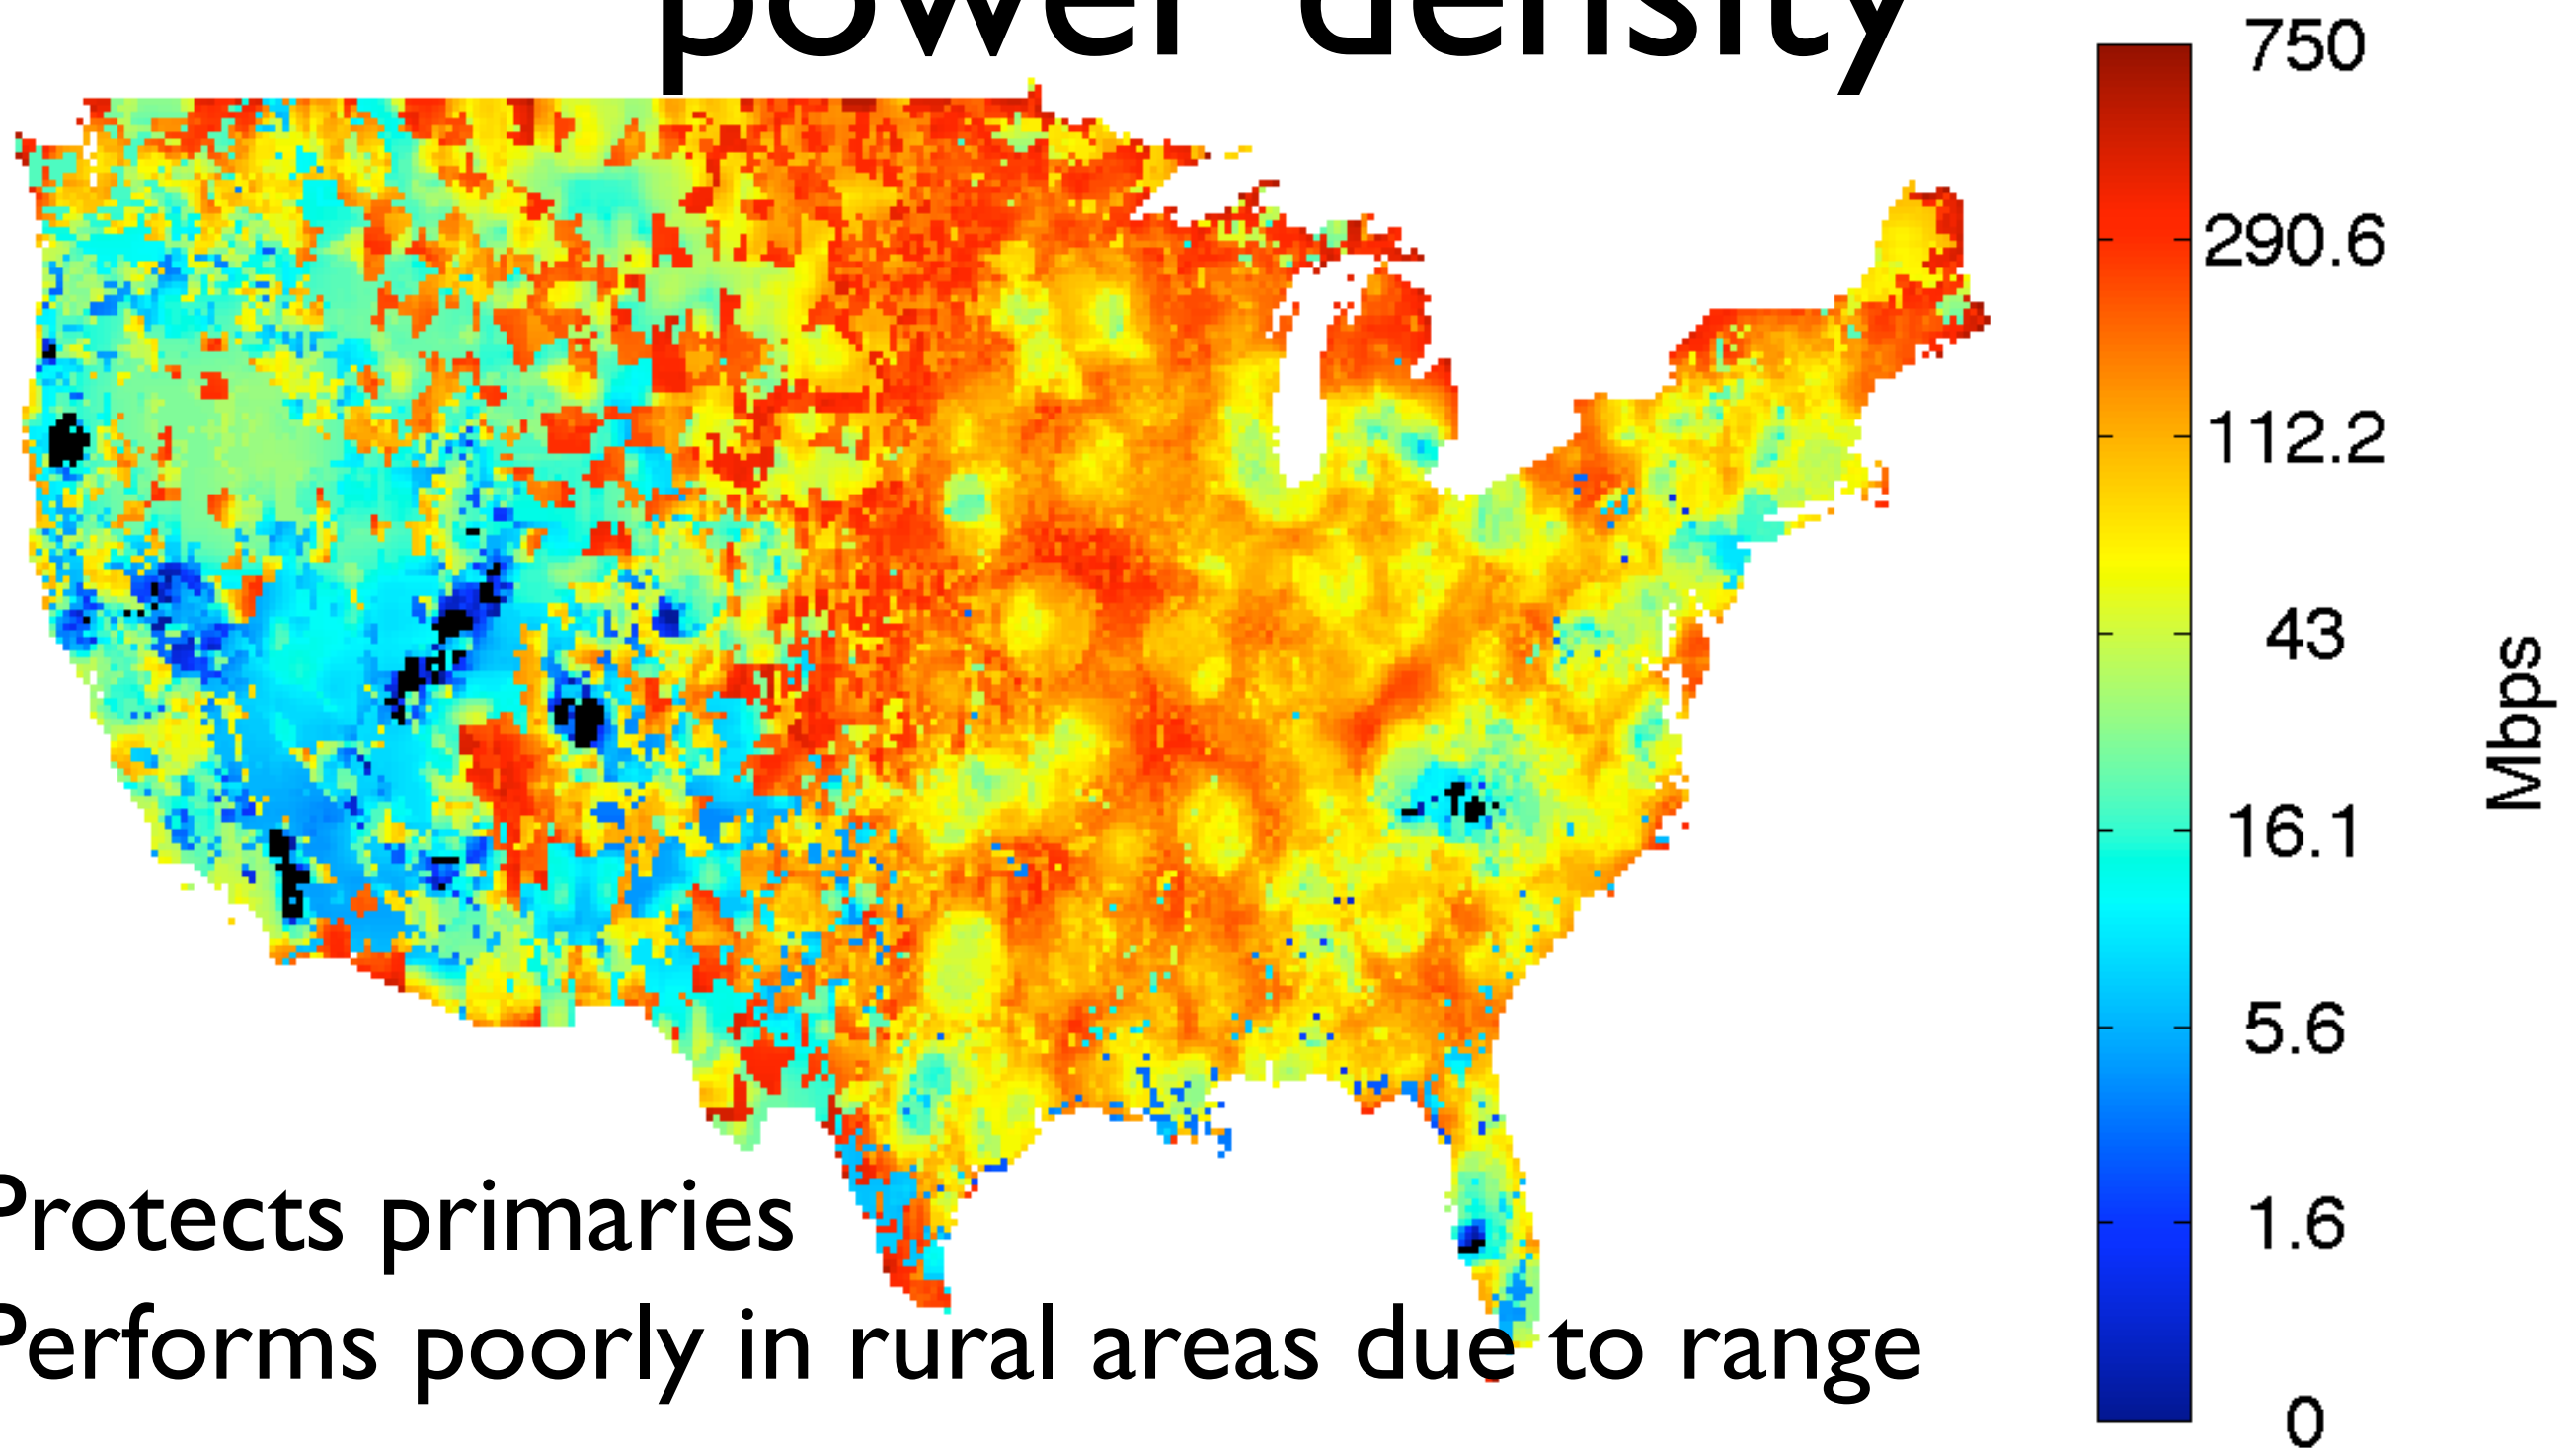 power density
750
290.6
112.2
43
16.1
5.6
1.6
0
Mbps
Protects primaries
Performs poorly in rural areas due to range